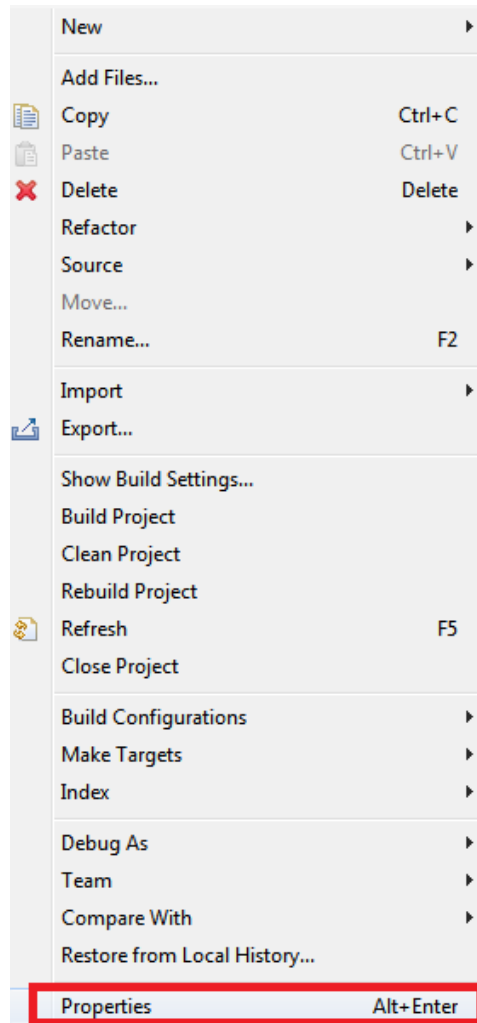 New
Add Files...
Copy Ctrl+C
Paste Ctrl+V
Delete Delete
Refactor
Source
Move...
Rename... F2
Import
Export...
Show Build Settings...
Build Project
Clean Project
Rebuild Project
Refresh F5
Close Project
Build Configurations
Make Targets
Index
Debug As
Team
Compare With
Restore from Local History...
Properties Alt+Enter